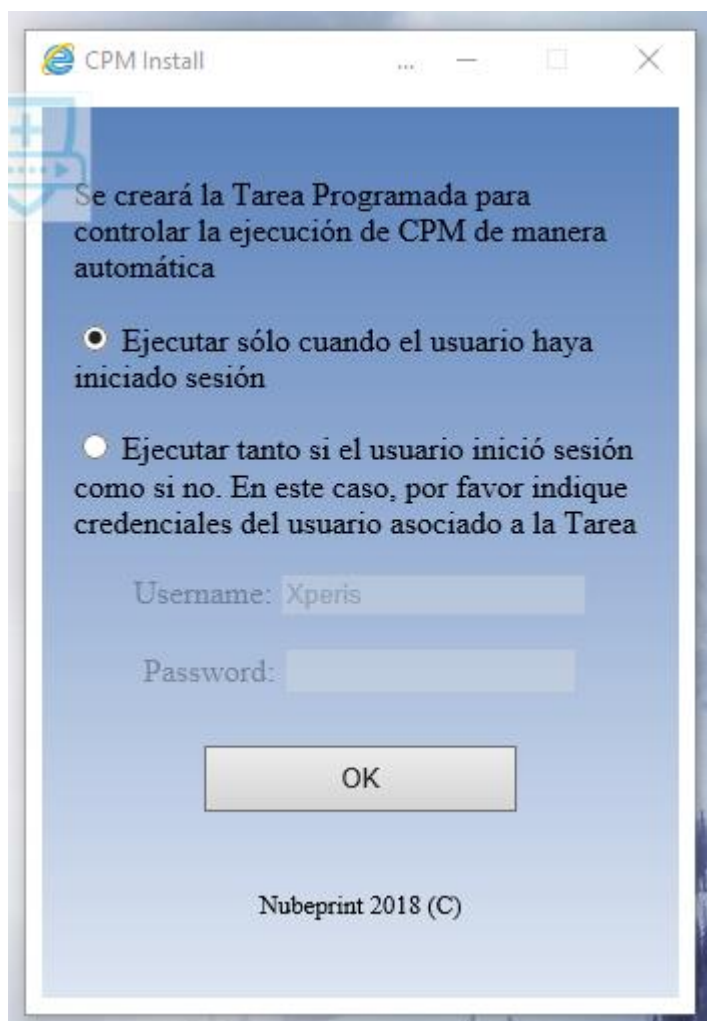 CPM Install
...
Se creará la Tarea Programada para
controlar la ejecución de CPM de manera
automática
Ejecutar sólo cuando el usuario haya
iniciado sesión
Ejecutar tanto si el usuario inició sesión
como si no. En este caso, por favor indique
credenciales del usuario asociado a la Tarea
Username: Xperis
Password:
OK
Nubeprint 2018 (C)